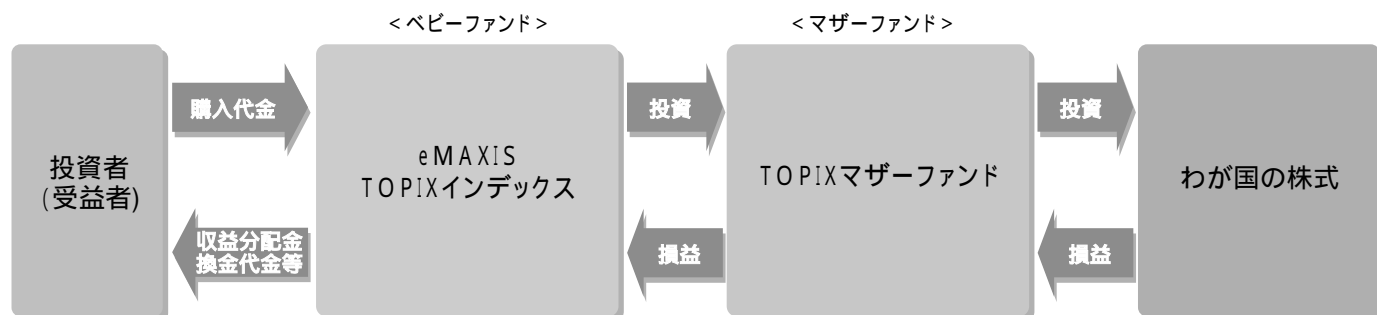 <ベビーファンド>
<マザーファンド>
購入代金
投資
投資
投資者
(受益者)
eMAXIS
TOPIXインデックス
TOPIXマザーファンド
わが国の株式
収益分配金
換金代金等
損益
損益